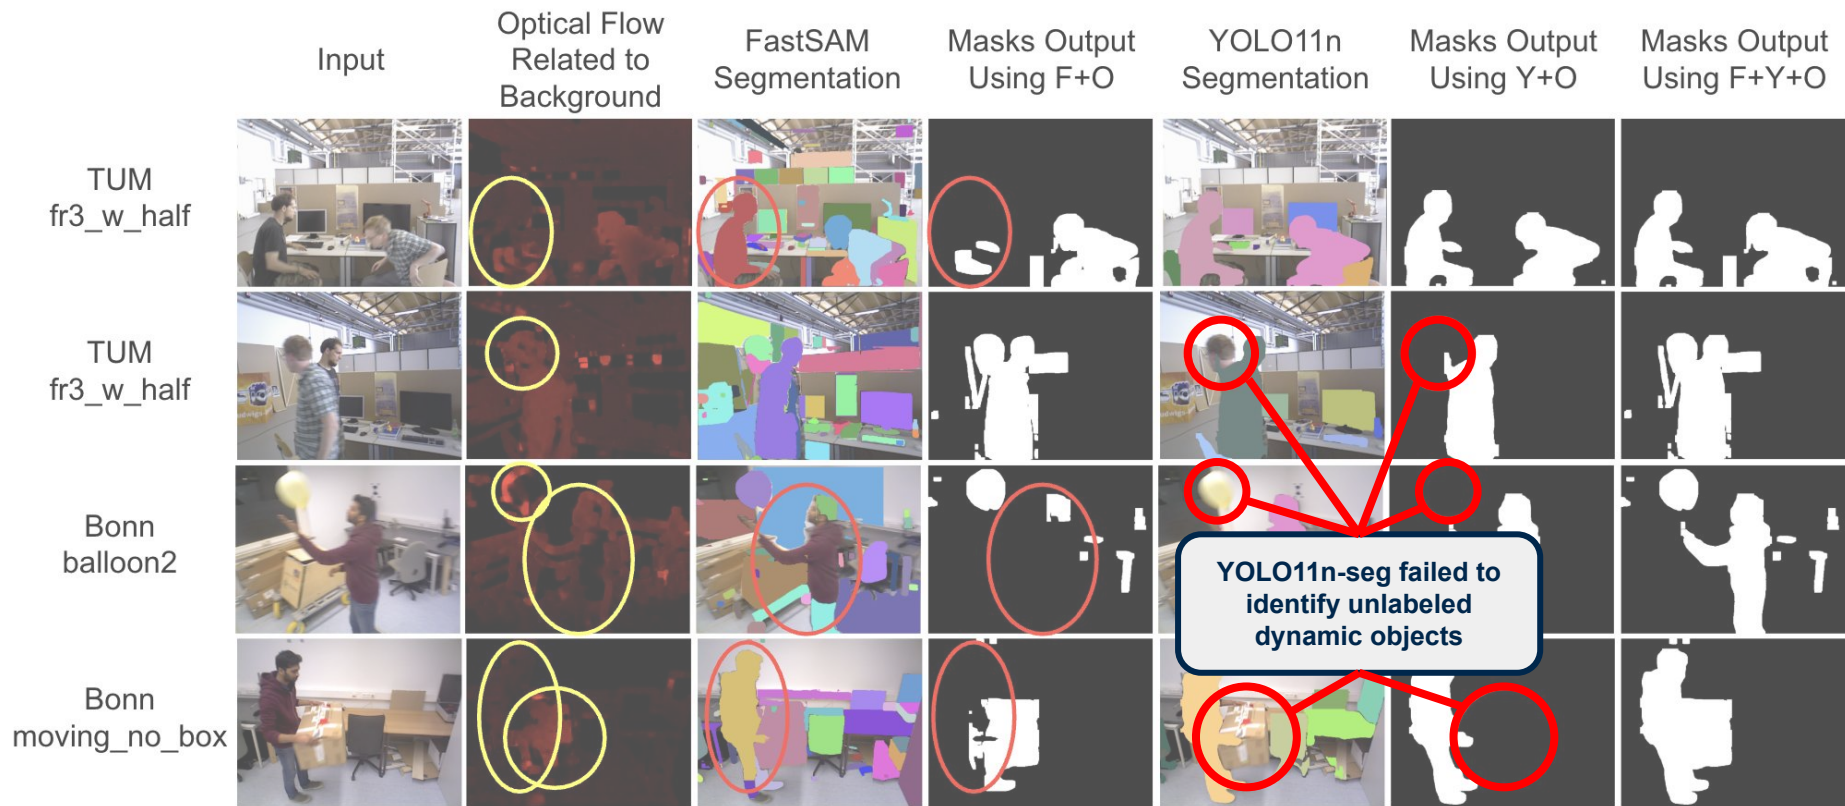 Input
Optical Flow
Related to
Background
FastSAM
Segmentation
Masks Output
Using F+O
YOLO11n
Segmentation
Masks Output
Using Y+O
Masks Output
Using F+Y+O
TUM
fr3_w_half
TUM
fr3_w_half
Bonn
balloon2
Bonn
moving_no_box
YOLO11n-seg failed to
identify unlabeled
dynamic objects